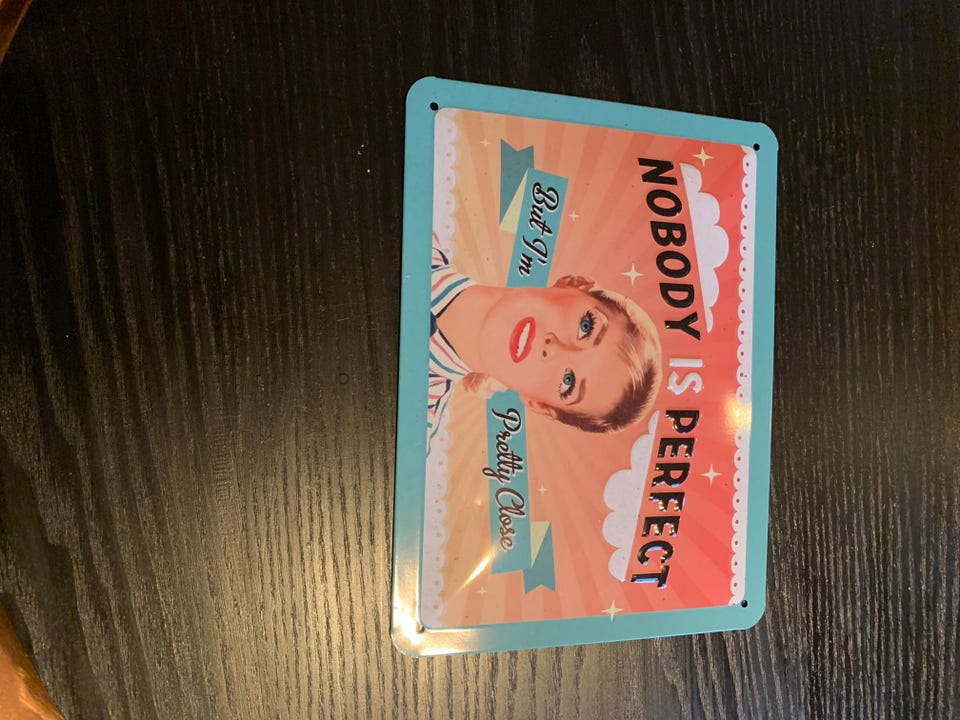 NOBODY IS PERFECT
But I'm
Pretty Close